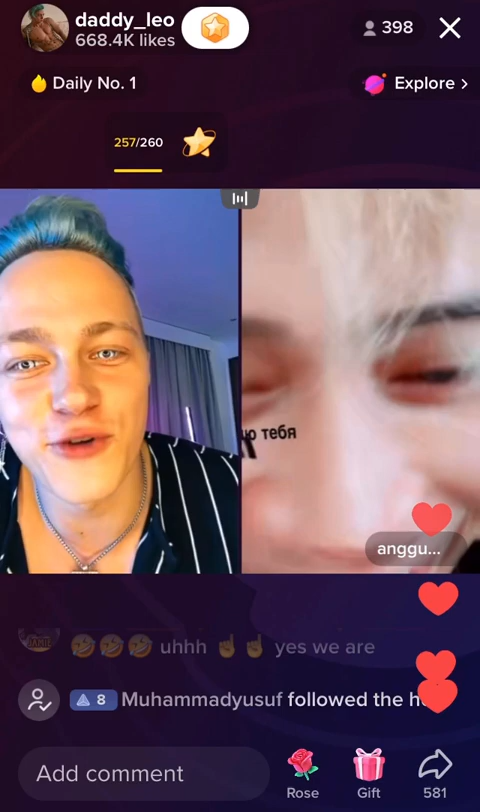 daddy_leo
668.4K likes
398
Daily No. 1
Explore >
257/260
ю тебя
anggu...
uhhh yes we are
8 Muhammadyusuf followed the h
Add comment
Rose
Gift
581